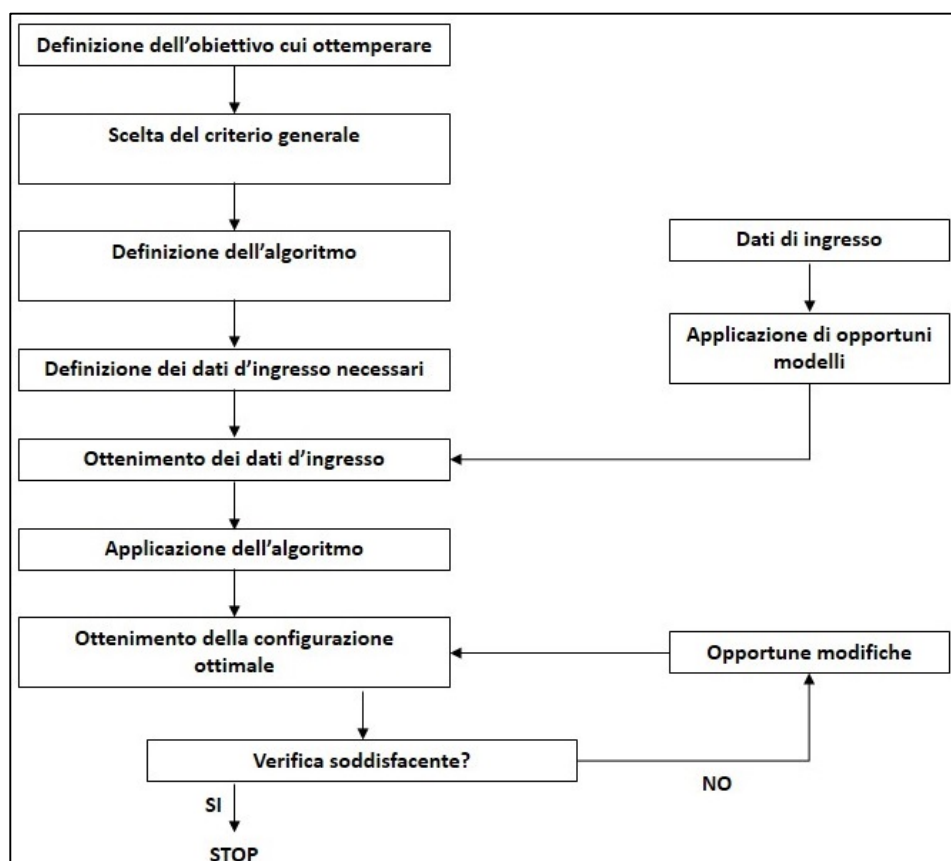 Definizione dell'obiettivo cui ottemperare
Scelta del criterio generale
Definizione dell'algoritmo
Dati di ingresso
Applicazione di opportuni
modelli
Definizione dei dati d'ingresso necessari
Ottenimento dei dati d'ingresso
Applicazione dell'algoritmo
Ottenimento della configurazione
ottimale
Opportune modifiche
Verifica soddisfacente?
NO
SI
STOP